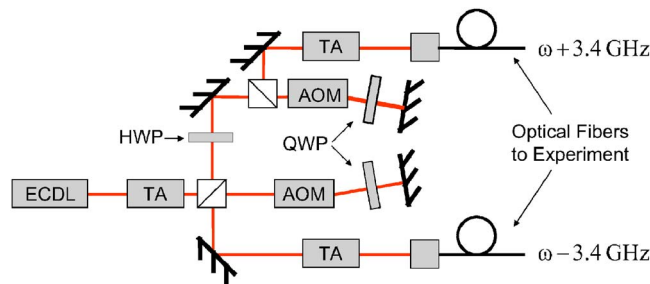 TA
ω+3.4 GHz
AOM
HWP
QWP
Optical Fibers
to Experiment
ECDL
TA
AOM
TA
ω−3.4 GHz